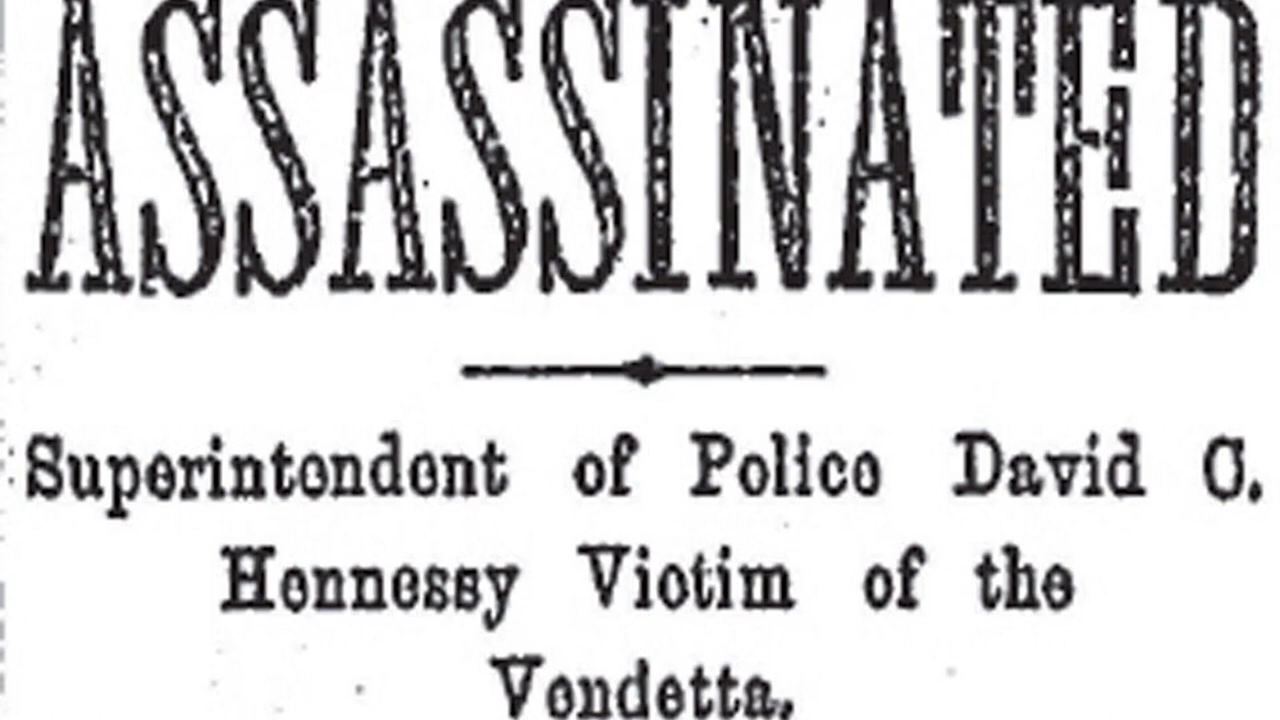 ASSASSINATED
Superintendent of Police David C.
Hennessy Victim of the
Vendetta.